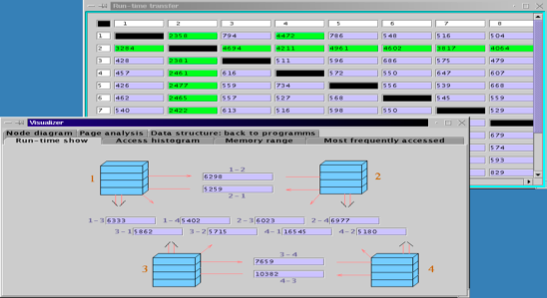 Run-time transfer
1 2 3 4 5 6 7 8
1 2358 794 4472 786 548 516 504
2 3284 4694 4211 4961 4602 3817 4064
3 428 2381 511 596 686 575 479
4 457 2461 616 572 550 647 607
5 426 2477 559 734 556 539 668
6 462 2465 557 527 568 545 559
7 540 2422 613 516 598 550 529
679
574
593
829
Visualizer
Node diagram Page analysis Data structure: back to programms
Run-time show Access histogram Memory range Most frequently accessed
1-2
1 6298 2
5259
2-1
1-3 6333 1-4 5402 2-3 6023 2-4 6977
3-1 5862 3-2 5715 4-1 16545 4-2 5180
3-4
3 7659 4
10382
4-3